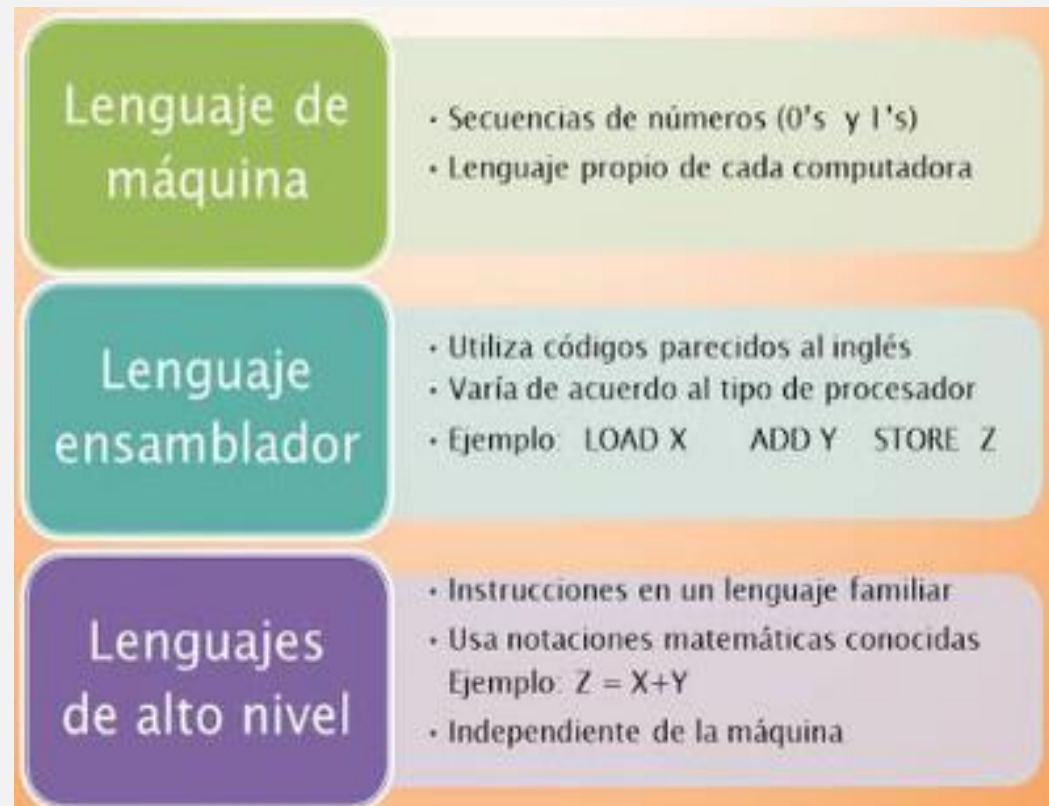 Lenguaje de
máquina
• Secuencias de números (0's y 1's)
• Lenguaje propio de cada computadora
Lenguaje
ensamblador
• Utiliza códigos parecidos al inglés
• Varía de acuerdo al tipo de procesador
• Ejemplo: LOAD X ADD Y STORE Z
Lenguajes
de alto nivel
• Instrucciones en un lenguaje familiar
• Usa notaciones matemáticas conocidas
Ejemplo: Z = X+Y
• Independiente de la máquina